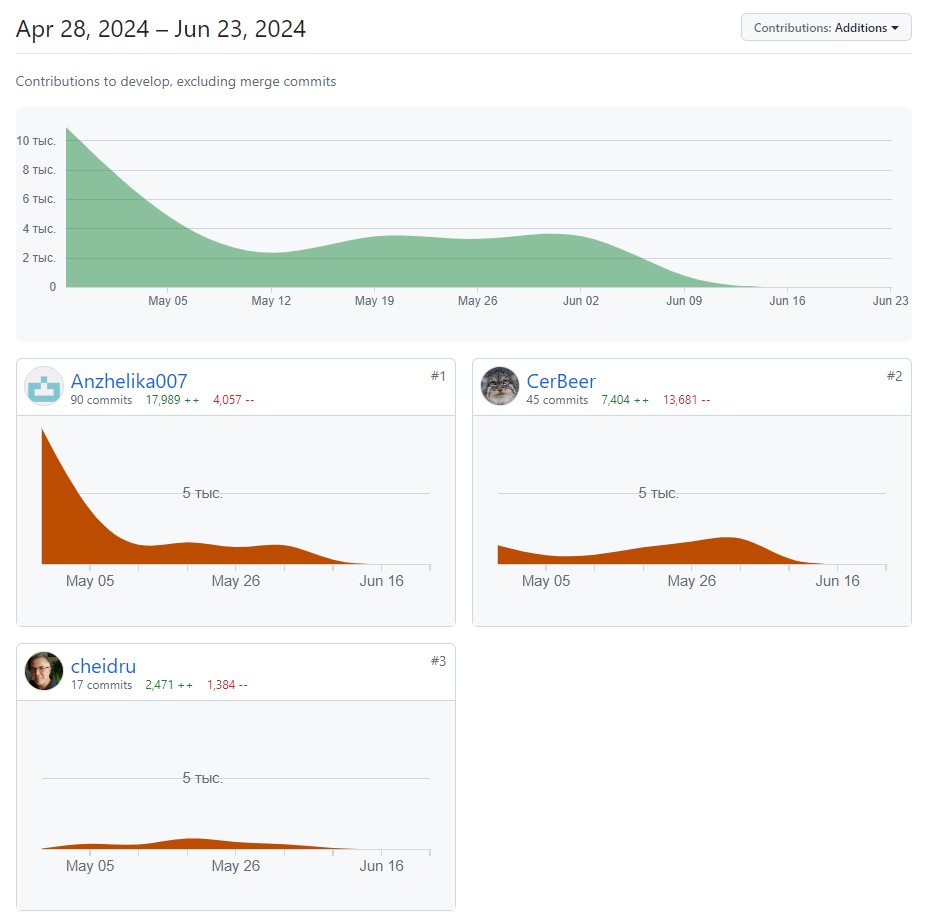 Apr 28, 2024 – Jun 23, 2024
Contributions: Additions
Contributions to develop, excluding merge commits
10 тыс.
8 тыс.
6 тыс.
4 тыс.
2 тыс.
0
May 05 May 12 May 19 May 26 Jun 02 Jun 09 Jun 16 Jun 23
Anzhelika007 #1
90 commits 17,989 ++ 4,057 --
5 тыс.
May 05 May 26 Jun 16
CerBeer #2
45 commits 7,404 ++ 13,681 --
5 тыс.
May 05 May 26 Jun 16
cheidru #3
17 commits 2,471 ++ 1,384 --
5 тыс.
May 05 May 26 Jun 16